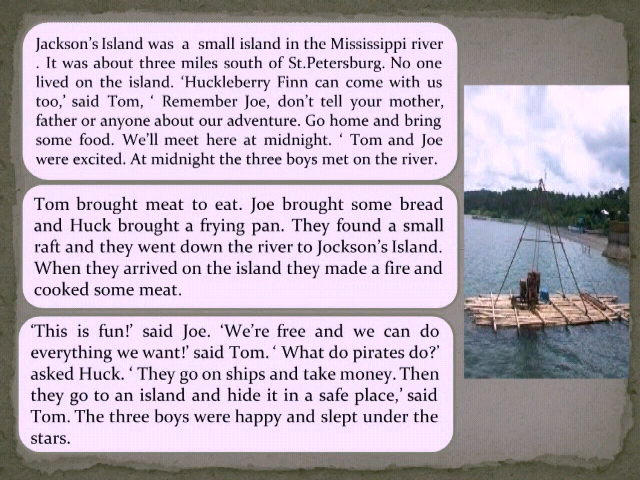 Jackson's Island was a small island in the Mississippi river
. It was about three miles south of St.Petersburg. No one
lived on the island. ‘Huckleberry Finn can come with us
too,’ said Tom, ‘ Remember Joe, don’t tell your mother,
father or anyone about our adventure. Go home and bring
some food. We’ll meet here at midnight. ‘ Tom and Joe
were excited. At midnight the three boys met on the river.
Tom brought meat to eat. Joe brought some bread
and Huck brought a frying pan. They found a small
raft and they went down the river to Jockson’s Island.
When they arrived on the island they made a fire and
cooked some meat.
‘This is fun!’ said Joe. ‘We’re free and we can do
everything we want!’ said Tom. ‘ What do pirates do?’
asked Huck. ‘ They go on ships and take money. Then
they go to an island and hide it in a safe place,’ said
Tom. The three boys were happy and slept under the
stars.